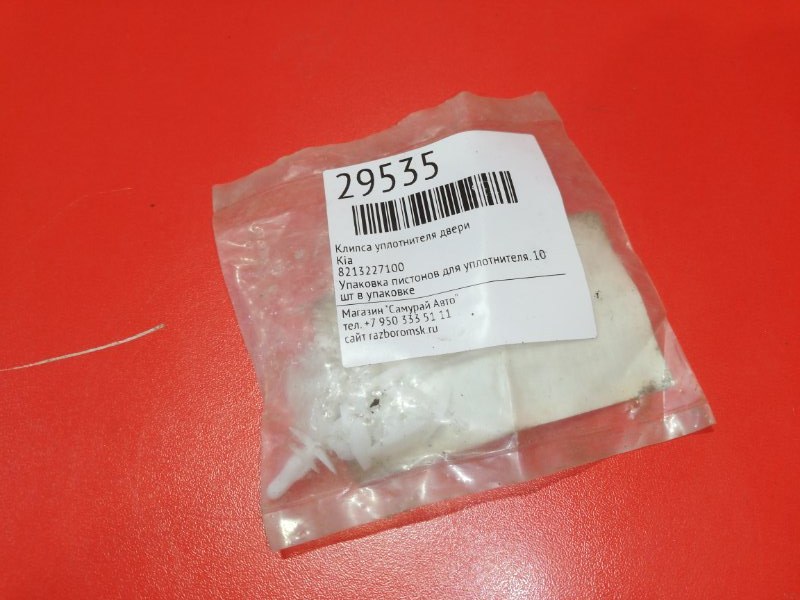 29535
Клипса уплотнителя двери
Kia
8213227100
Упаковка пистонов для уплотнителя. 10
шт в упаковке
Магазин "Самурай Авто"
тел. +7 950 333 51 11
сайт razboromsk.ru